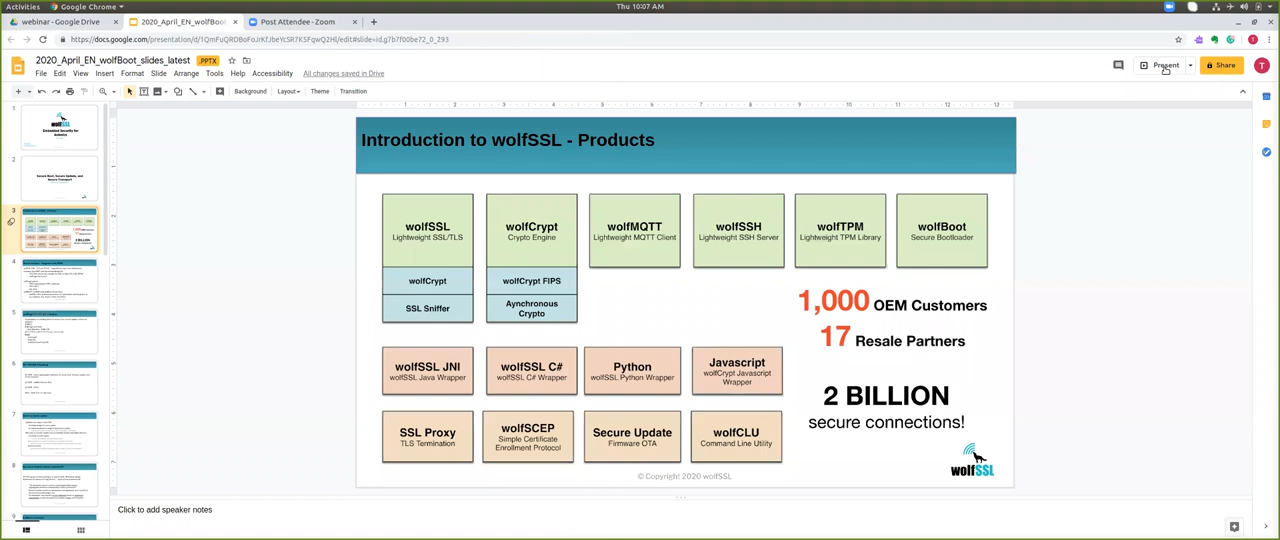 Activities
Google Chrome
Thu 10:07 AM
webinar - Google Drive
2020_April_EN_wolfBoot
Post Attendee - Zoom
2020_April_EN_wolfBoot_slides_latest
.PPTX
File Edit View Insert Format Slide Arrange Tools Help Accessibility
All changes saved in Drive
Present
Share
T
Background Layout Theme Transition
Introduction to wolfSSL - Products
wolfSSL
Lightweight SSL/TLS
wolfCrypt
SSL Sniffer
wolfCrypt
Crypto Engine
wolfCrypt FIPS
Aynchronous
Crypto
wolfMQTT
Lightweight MQTT Client
wolfSSH
Lightweight SSH Server
wolfTPM
Lightweight TPM Library
wolfBoot
Secure Bootloader
1,000 OEM Customers
17 Resale Partners
2 BILLION
secure connections!
wolfSSL JNI
wolfSSL Java Wrapper
wolfSSL C#
wolfSSL C# Wrapper
Python
wolfSSL Python Wrapper
Javascript
wolfCrypt Javascript
Wrapper
SSL Proxy
TLS Termination
wolfSCEP
Simple Certificate
Enrollment Protocol
Secure Update
Firmware OTA
wolfCLU
Command Line Utility
© Copyright 2020 wolfSSL
wolfSSL
Click to add speaker notes